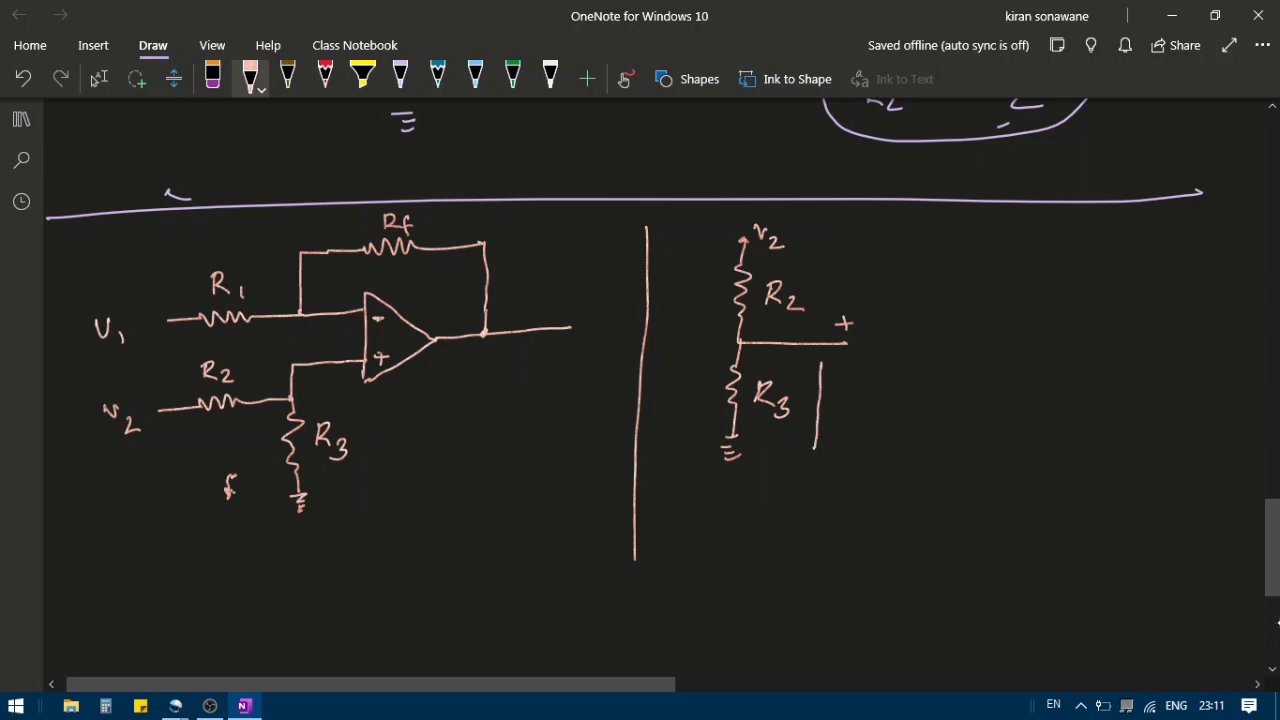 OneNote for Windows 10
kiran sonawane
Home Insert Draw View Help Class Notebook
Saved offline (auto sync is off)
Share
Shapes
Ink to Shape
Ink to Text
R2
Rf
R1
V1
-
+
R2
v2
R3
f
v2
R2
+
R3
EN
ENG
23:11